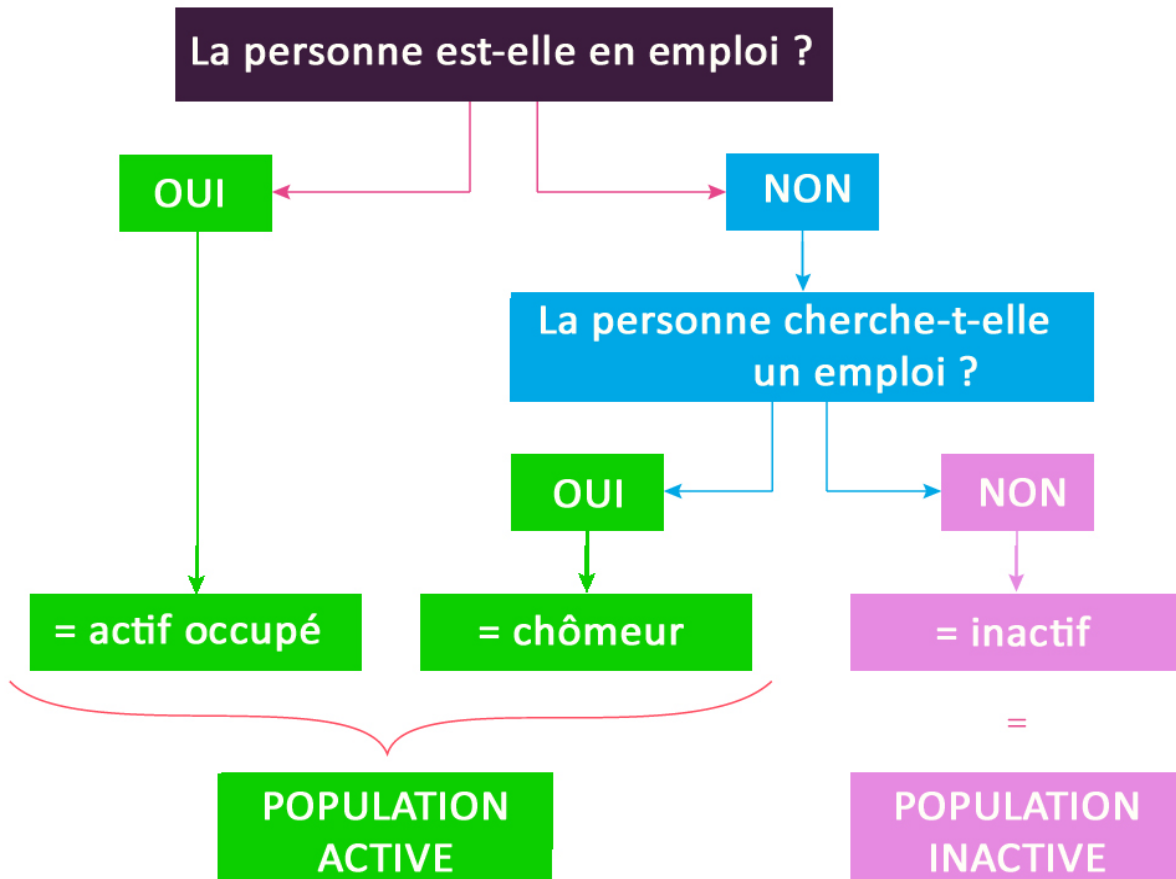 La personne est-elle en emploi ?
OUI
NON
La personne cherche-t-elle
un emploi ?
OUI
NON
= actif occupé
= chômeur
= inactif
=
POPULATION
ACTIVE
POPULATION
INACTIVE